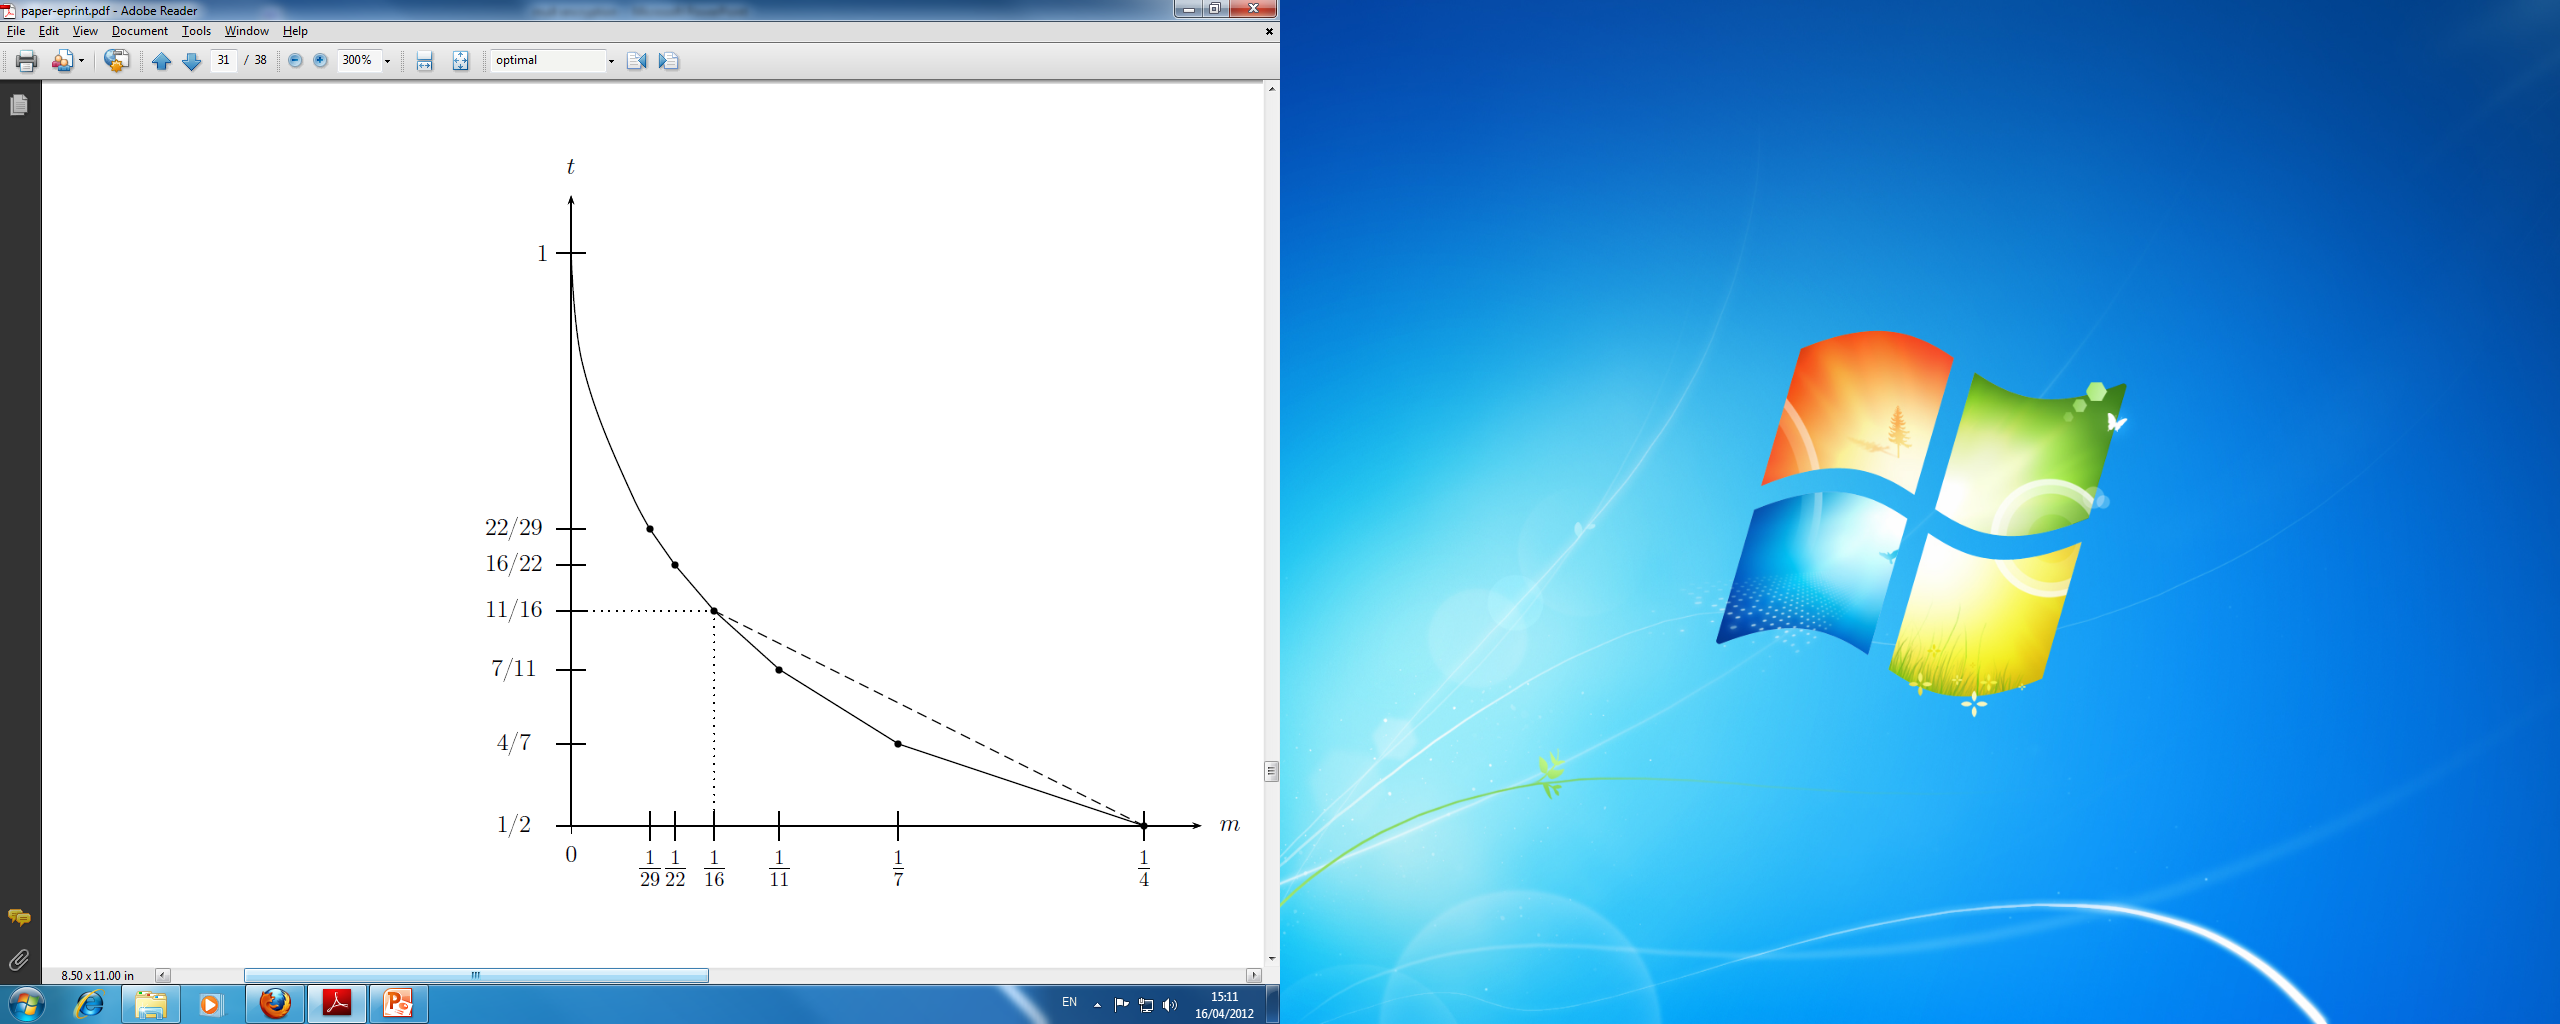 paper-eprint.pdf - Adobe Reader
File Edit View Document Tools Window Help
31 / 38 300% optimal
t
1
22/29
16/22
11/16
7/11
4/7
1/2
m
0
1/29 1/22 1/16 1/11 1/7 1/4
8.50 x 11.00 in
EN
15:11
16/04/2012